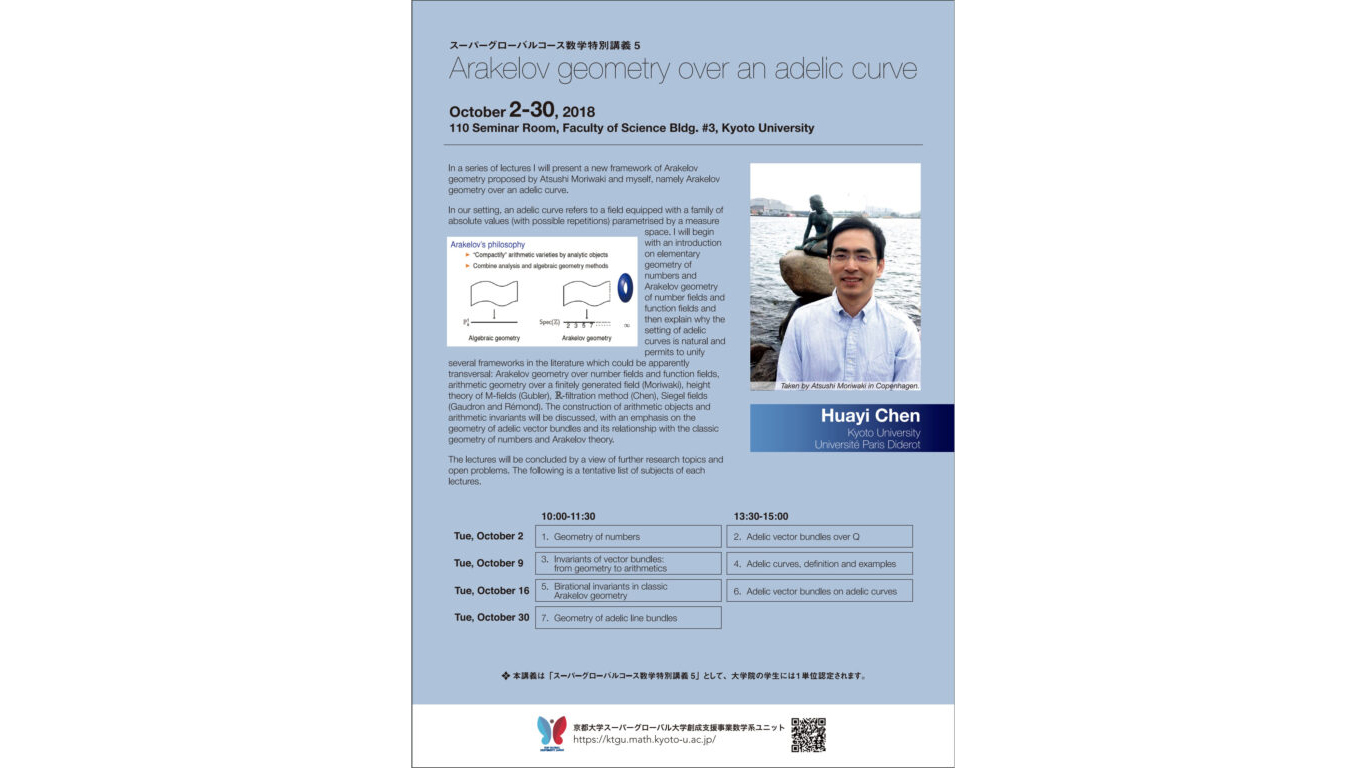 スーパーグローバルコース数学特別講義 5
Arakelov geometry over an adelic curve
October 2-30, 2018
110 Seminar Room, Faculty of Science Bldg. #3, Kyoto University
In a series of lectures I will present a new framework of Arakelov
geometry proposed by Atsushi Moriwaki and myself, namely Arakelov
geometry over an adelic curve.
In our setting, an adelic curve refers to a field equipped with a family of
absolute values (with possible repetitions) parametrised by a measure
space. I will begin
with an introduction
on elementary
geometry of
numbers and
Arakelov geometry
of number fields and
function fields and
then explain why the
setting of adelic
curves is natural and
permits to unify
several frameworks in the literature which could be apparently
transversal: Arakelov geometry over number fields and function fields,
arithmetic geometry over a finitely generated field (Moriwaki), height
theory of M-fields (Gubler), ℝ-filtration method (Chen), Siegel fields
(Gaudron and Rémond). The construction of arithmetic objects and
arithmetic invariants will be discussed, with an emphasis on the
geometry of adelic vector bundles and its relationship with the classic
geometry of numbers and Arakelov theory.
The lectures will be concluded by a view of further research topics and
open problems. The following is a tentative list of subjects of each
lectures.
Arakelov's philosophy
"Compactify" arithmetic varieties by analytic objects
Combine analysis and algebraic geometry methods
Spec(ℤ) 2 3 5 7 ...... ∞
Algebraic geometry Arakelov geometry
Taken by Atsushi Moriwaki in Copenhagen.
Huayi Chen
Kyoto University
Université Paris Diderot
10:00-11:30 13:30-15:00
Tue, October 2 1. Geometry of numbers 2. Adelic vector bundles over Q
Tue, October 9 3. Invariants of vector bundles:
from geometry to arithmetics 4. Adelic curves, definition and examples
Tue, October 16 5. Birational invariants in classic
Arakelov geometry 6. Adelic vector bundles on adelic curves
Tue, October 30 7. Geometry of adelic line bundles
❖ 本講義は「スーパーグローバルコース数学特別講義 5」として、大学院の学生には1単位認定されます。
京都大学スーパーグローバル大学創成支援事業数学系ユニット
https://ktgu.math.kyoto-u.ac.jp/